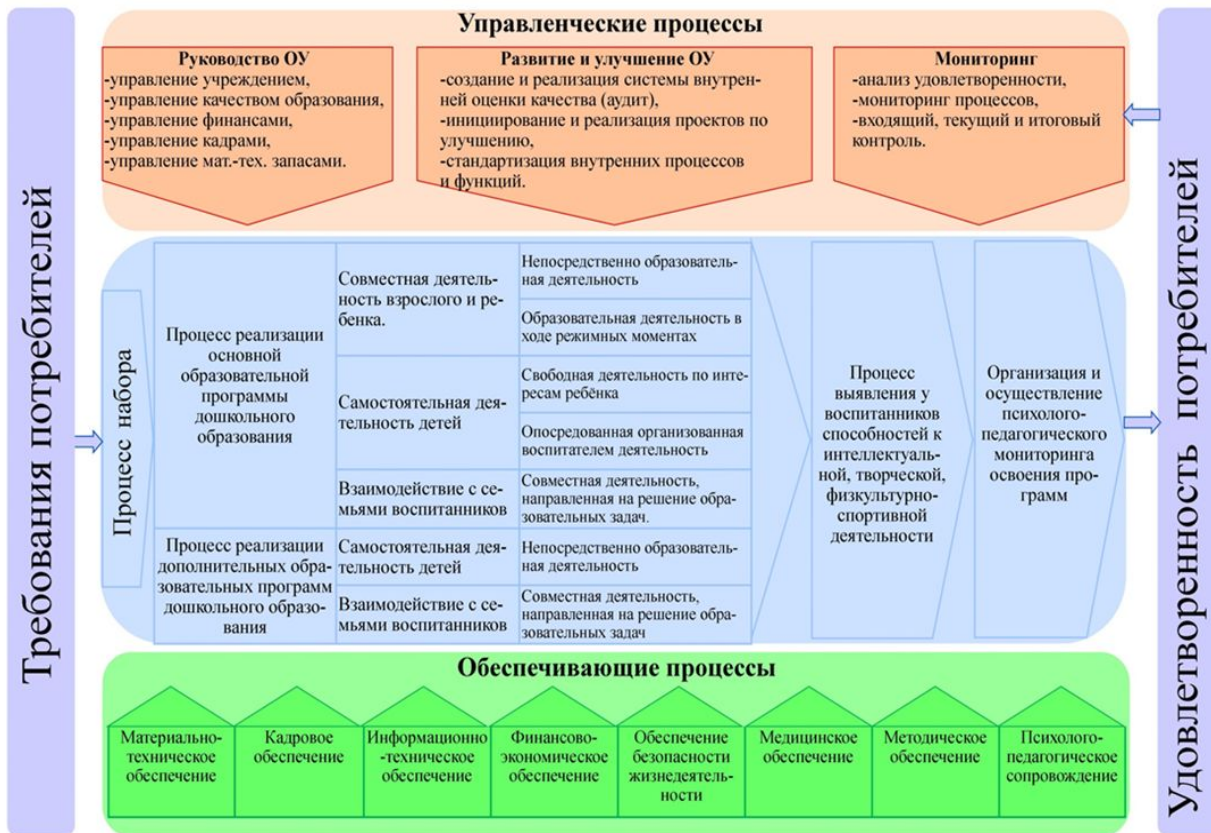 Требования потребителей
Управленческие процессы
Руководство ОУ
-управление учреждением,
-управление качеством образования,
-управление финансами,
-управление кадрами,
-управление мат.-тех. запасами.
Развитие и улучшение ОУ
-создание и реализация системы внутрен-
ней оценки качества (аудит),
-инициирование и реализация проектов по
улучшению,
-стандартизация внутренних процессов
и функций.
Мониторинг
-анализ удовлетворенности,
-мониторинг процессов,
-входящий, текущий и итоговый
контроль.
Процесс набора
Процесс реализации
основной
образовательной
программы
дошкольного
образования
Совместная деятель-
ность взрослого и ре-
бенка.
Непосредственно образователь-
ная деятельность
Образовательная деятельность в
ходе режимных моментах
Самостоятельная дея-
тельность детей
Свободная деятельность по инте-
ресам ребёнка
Опосредованная организованная
воспитателем деятельность
Взаимодействие с се-
мьями воспитанников
Совместная деятельность,
направленная на решение обра-
зовательных задач.
Процесс реализации
дополнительных обра-
зовательных программ
дошкольного образо-
вания
Самостоятельная дея-
тельность детей
Непосредственно образователь-
ная деятельность
Взаимодействие с се-
мьями воспитанников
Совместная деятельность,
направленная на решение обра-
зовательных задач
Процесс
выявления у
воспитанников
способностей к
интеллектуаль-
ной, творческой,
физкультурно-
спортивной
деятельности
Организация и
осуществление
психолого-
педагогического
мониторинга
освоения про-
грамм
Обеспечивающие процессы
Материально-
техническое
обеспечение
Кадровое
обеспечение
Информационно
-техническое
обеспечение
Финансово-
экономическое
обеспечение
Обеспечение
безопасности
жизнедеятель-
ности
Медицинское
обеспечение
Методическое
обеспечение
Психолого-
педагогическое
сопровождение
Удовлетворенность потребителей